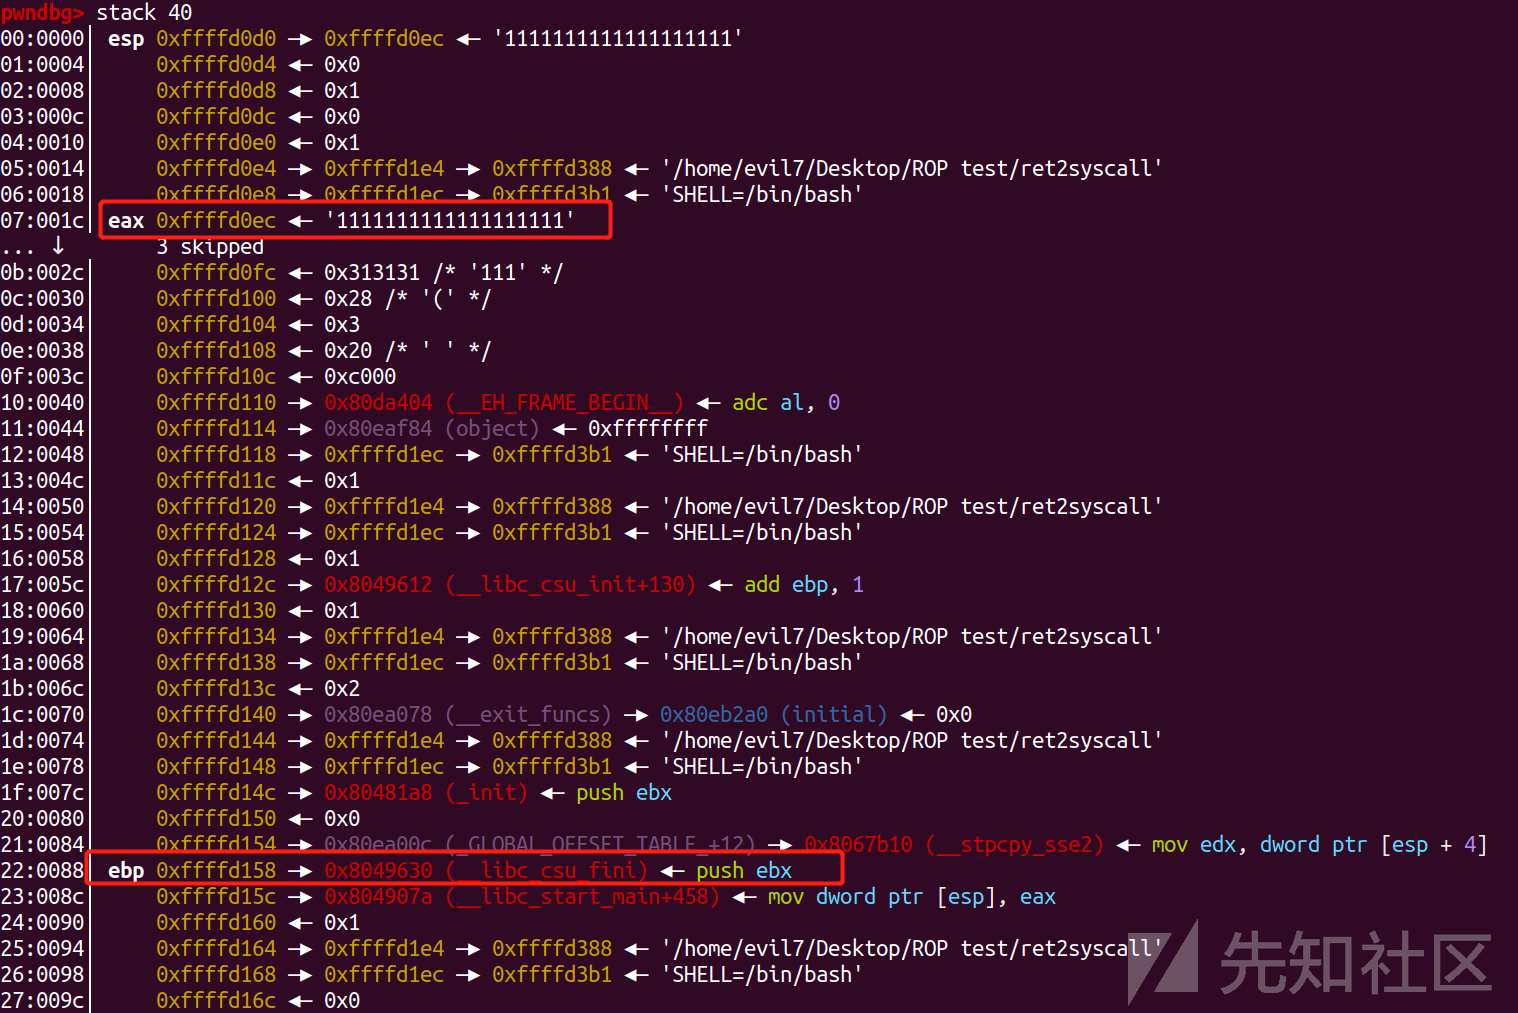 pwndbg> stack 40
00:0000│ esp 0xffffd0d0 —▸ 0xffffd0ec ◂— '1111111111111111111'
01:0004│     0xffffd0d4 ◂— 0x0
02:0008│     0xffffd0d8 ◂— 0x1
03:000c│     0xffffd0dc ◂— 0x0
04:0010│     0xffffd0e0 ◂— 0x1
05:0014│     0xffffd0e4 —▸ 0xffffd1e4 —▸ 0xffffd388 ◂— '/home/evil7/Desktop/ROP test/ret2syscall'
06:0018│     0xffffd0e8 —▸ 0xffffd1ec —▸ 0xffffd3b1 ◂— 'SHELL=/bin/bash'
07:001c│ eax 0xffffd0ec ◂— '1111111111111111111'
... ↓        3 skipped
0b:002c│     0xffffd0fc ◂— 0x313131 /* '111' */
0c:0030│     0xffffd100 ◂— 0x28 /* '(' */
0d:0034│     0xffffd104 ◂— 0x3
0e:0038│     0xffffd108 ◂— 0x20 /* ' ' */
0f:003c│     0xffffd10c ◂— 0xc000
10:0040│     0xffffd110 —▸ 0x80da404 (__EH_FRAME_BEGIN__) ◂— adc al, 0
11:0044│     0xffffd114 —▸ 0x80eaf84 (object) ◂— 0xffffffff
12:0048│     0xffffd118 —▸ 0xffffd1ec —▸ 0xffffd3b1 ◂— 'SHELL=/bin/bash'
13:004c│     0xffffd11c ◂— 0x1
14:0050│     0xffffd120 —▸ 0xffffd1e4 —▸ 0xffffd388 ◂— '/home/evil7/Desktop/ROP test/ret2syscall'
15:0054│     0xffffd124 —▸ 0xffffd1ec —▸ 0xffffd3b1 ◂— 'SHELL=/bin/bash'
16:0058│     0xffffd128 ◂— 0x1
17:005c│     0xffffd12c —▸ 0x8049612 (__libc_csu_init+130) ◂— add ebp, 1
18:0060│     0xffffd130 ◂— 0x1
19:0064│     0xffffd134 —▸ 0xffffd1e4 —▸ 0xffffd388 ◂— '/home/evil7/Desktop/ROP test/ret2syscall'
1a:0068│     0xffffd138 —▸ 0xffffd1ec —▸ 0xffffd3b1 ◂— 'SHELL=/bin/bash'
1b:006c│     0xffffd13c ◂— 0x2
1c:0070│     0xffffd140 —▸ 0x80ea078 (__exit_funcs) —▸ 0x80eb2a0 (initial) ◂— 0x0
1d:0074│     0xffffd144 —▸ 0xffffd1e4 —▸ 0xffffd388 ◂— '/home/evil7/Desktop/ROP test/ret2syscall'
1e:0078│     0xffffd148 —▸ 0xffffd1ec —▸ 0xffffd3b1 ◂— 'SHELL=/bin/bash'
1f:007c│     0xffffd14c —▸ 0x80481a8 (_init) ◂— push ebx
20:0080│     0xffffd150 ◂— 0x0
21:0084│     0xffffd154 —▸ 0x80ea00c (_GLOBAL_OFFSET_TABLE_+12) —▸ 0x8067b10 (__stpcpy_sse2) ◂— mov edx, dword ptr [esp + 4]
22:0088│ ebp 0xffffd158 —▸ 0x8049630 (__libc_csu_fini) ◂— push ebx
23:008c│     0xffffd15c —▸ 0x804907a (__libc_start_main+458) ◂— mov dword ptr [esp], eax
24:0090│     0xffffd160 ◂— 0x1
25:0094│     0xffffd164 —▸ 0xffffd1e4 —▸ 0xffffd388 ◂— '/home/evil7/Desktop/ROP test/ret2syscall'
26:0098│     0xffffd168 —▸ 0xffffd1ec —▸ 0xffffd3b1 ◂— 'SHELL=/bin/bash'
27:009c│     0xffffd16c ◂— 0x0
先知社区